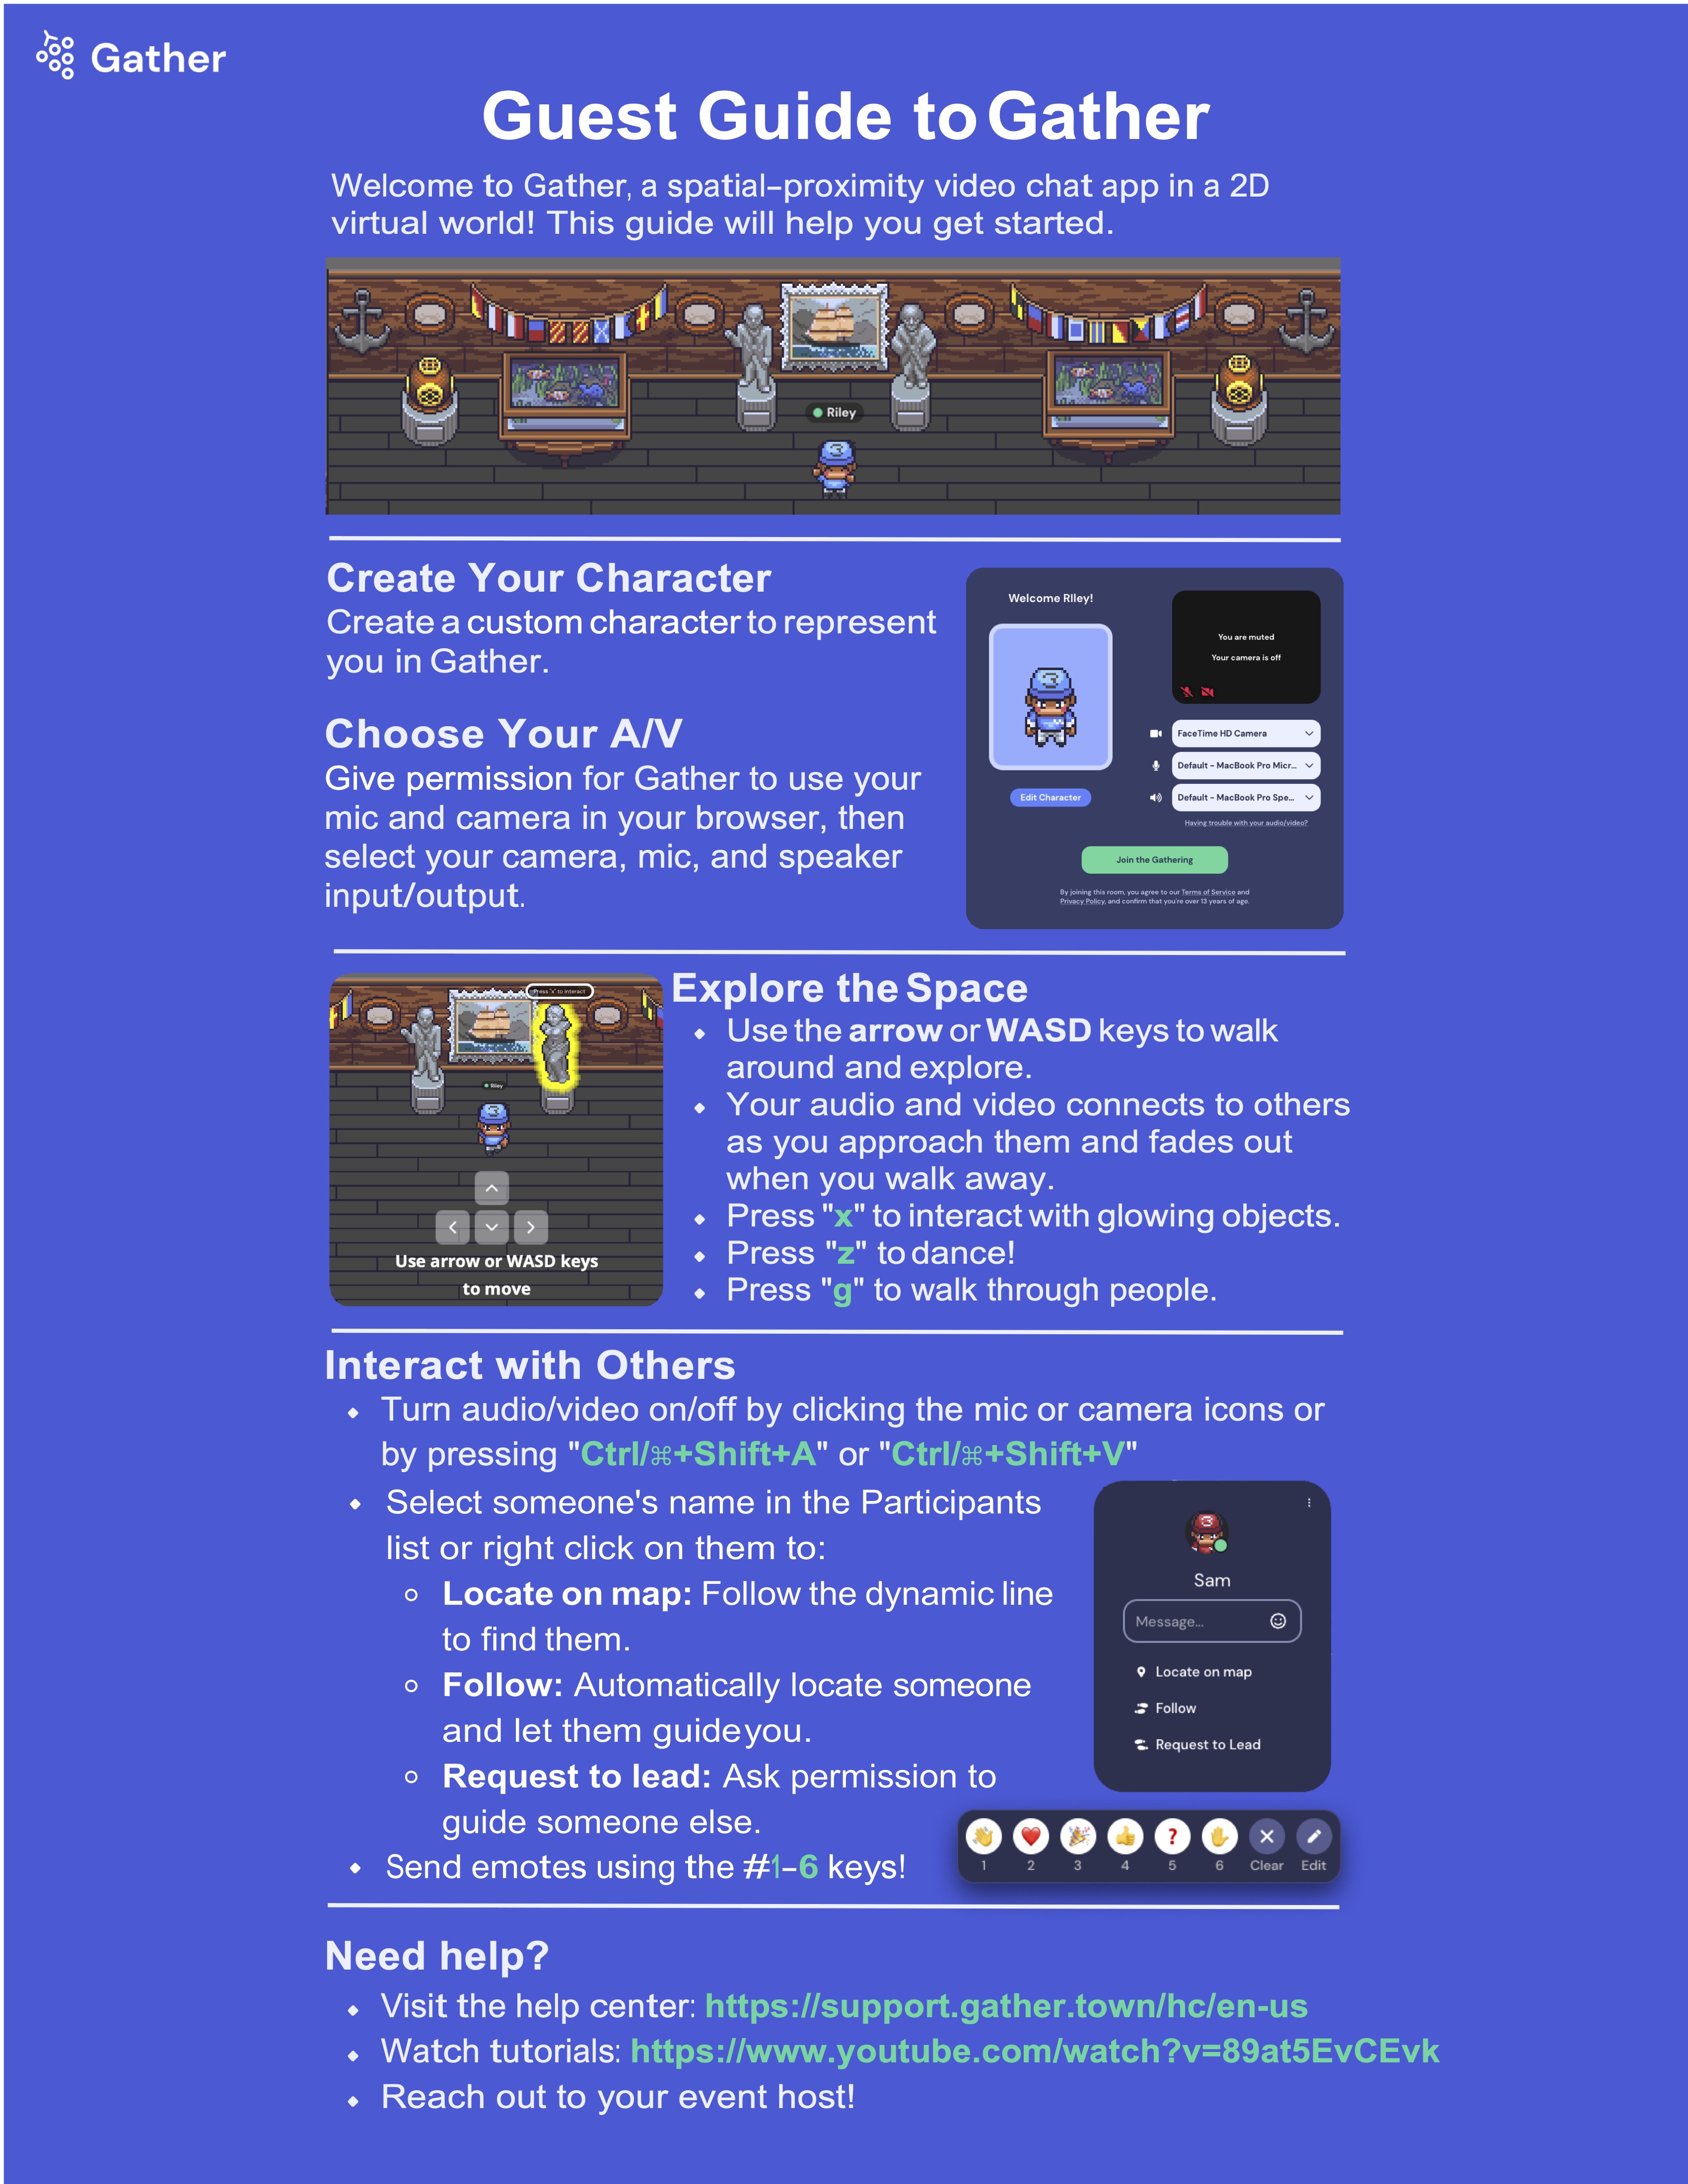 Gather
Guest Guide to Gather
Welcome to Gather, a spatial-proximity video chat app in a 2D
virtual world! This guide will help you get started.
Riley
Create Your Character
Create a custom character to represent
you in Gather.
Choose Your A/V
Give permission for Gather to use your
mic and camera in your browser, then
select your camera, mic, and speaker
input/output.
Welcome RIley!
You are muted
Your camera is off
FaceTime HD Camera
Default - MacBook Pro Micr...
Default - MacBook Pro Spe...
Edit Character
Having trouble with your audio/video?
Join the Gathering
By joining this room, you agree to our Terms of Service and
Privacy Policy, and confirm that you're over 13 years of age.
Press "x" to interact
Riley
Use arrow or WASD keys
to move
Explore the Space
Use the arrow or WASD keys to walk
around and explore.
Your audio and video connects to others
as you approach them and fades out
when you walk away.
Press "x" to interact with glowing objects.
Press "z" to dance!
Press "g" to walk through people.
Interact with Others
Turn audio/video on/off by clicking the mic or camera icons or
by pressing "Ctrl/⌘+Shift+A" or "Ctrl/⌘+Shift+V"
Select someone's name in the Participants
list or right click on them to:
Locate on map: Follow the dynamic line
to find them.
Follow: Automatically locate someone
and let them guide you.
Request to lead: Ask permission to
guide someone else.
Send emotes using the #1-6 keys!
Sam
Message...
Locate on map
Follow
Request to Lead
1 2 3 4 5 6 Clear Edit
Need help?
Visit the help center: https://support.gather.town/hc/en-us
Watch tutorials: https://www.youtube.com/watch?v=89at5EvCEvk
Reach out to your event host!